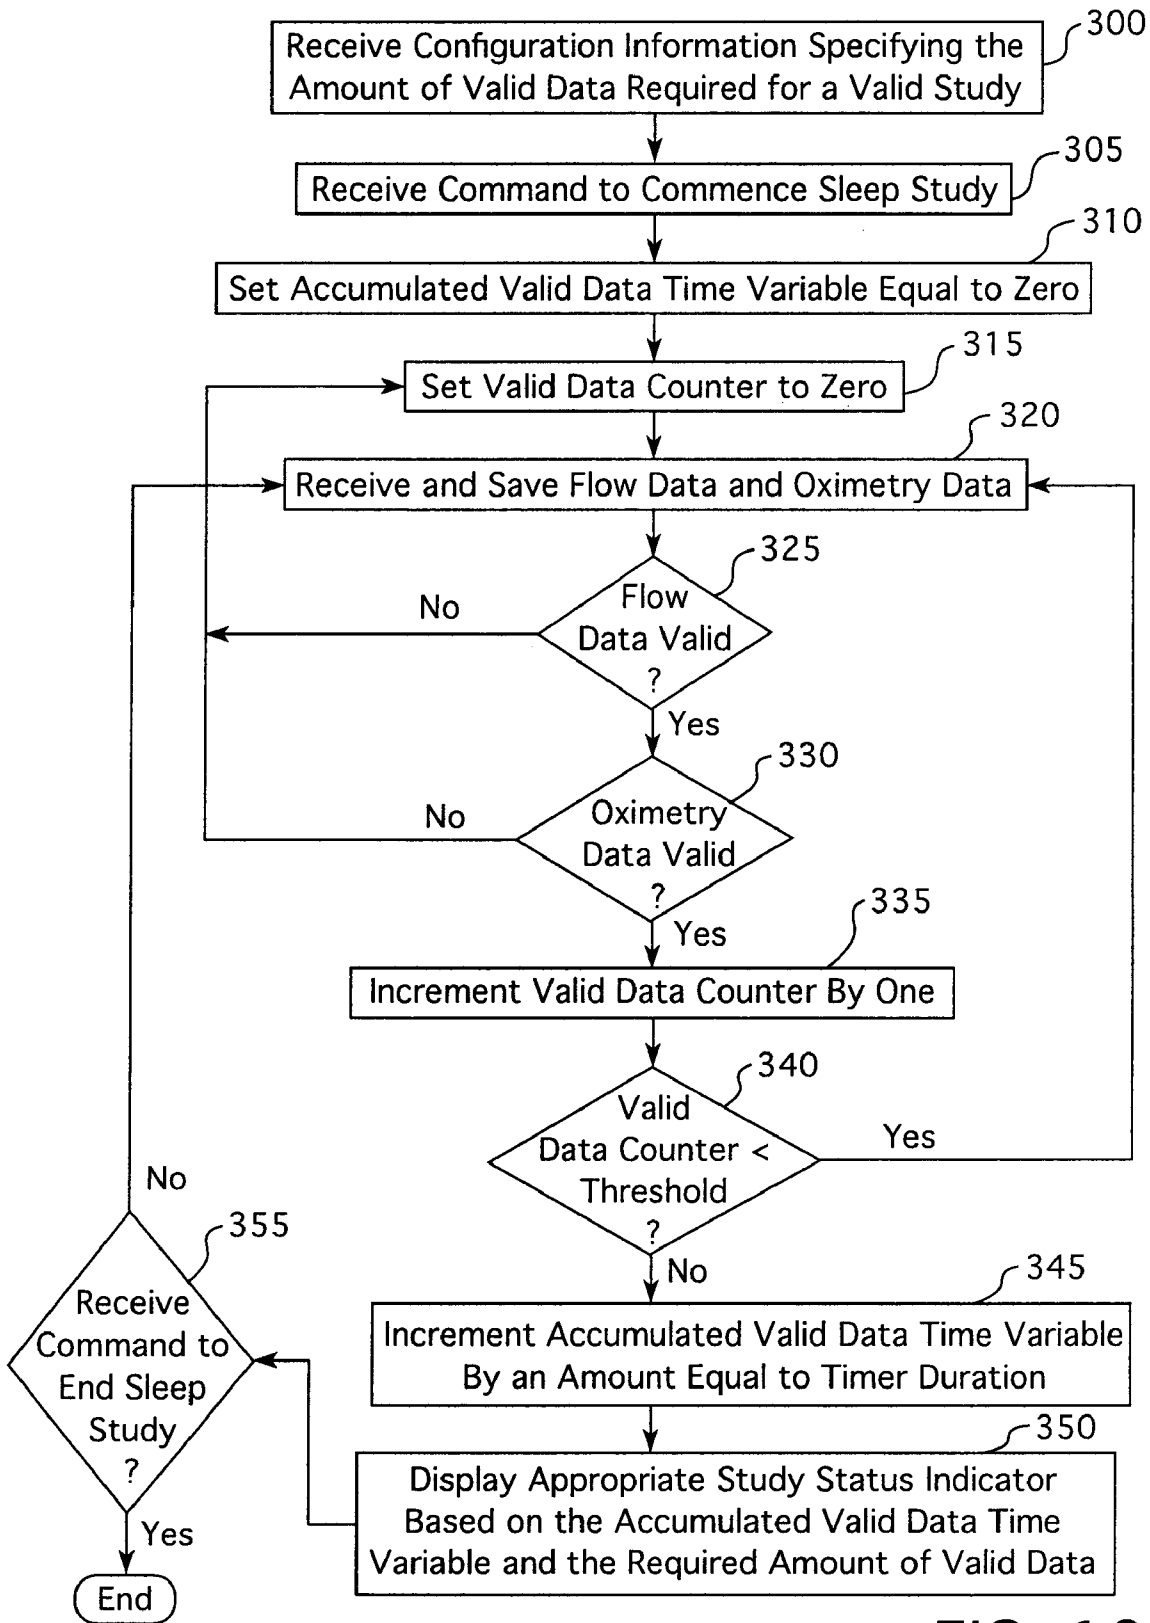 300
Receive Configuration Information Specifying the
Amount of Valid Data Required for a Valid Study
305
Receive Command to Commence Sleep Study
310
Set Accumulated Valid Data Time Variable Equal to Zero
315
Set Valid Data Counter to Zero
320
Receive and Save Flow Data and Oximetry Data
325
Flow
Data Valid
?
No
Yes
330
Oximetry
Data Valid
?
No
Yes
335
Increment Valid Data Counter By One
340
Valid
Data Counter <
Threshold
?
Yes
No
345
Increment Accumulated Valid Data Time Variable
By an Amount Equal to Timer Duration
350
Display Appropriate Study Status Indicator
Based on the Accumulated Valid Data Time
Variable and the Required Amount of Valid Data
No
355
Receive
Command to
End Sleep
Study
?
Yes
End